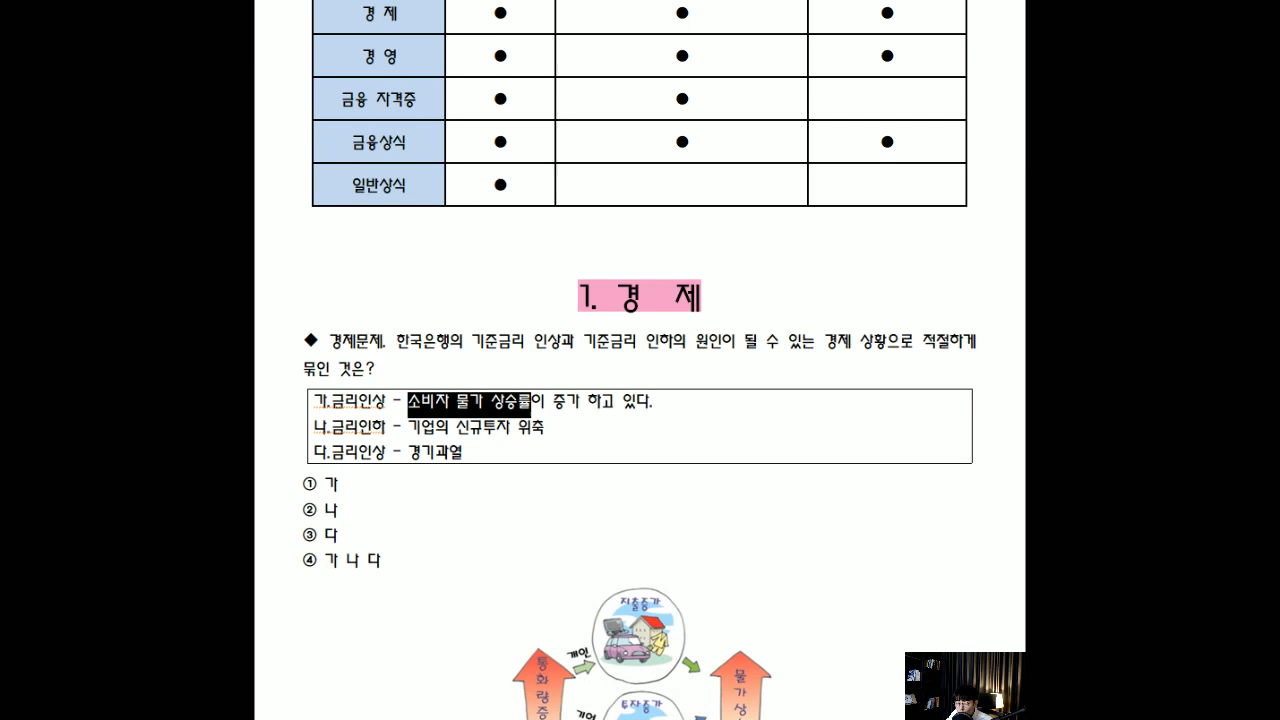 경 제 ● ● ●
경 영 ● ● ●
금융 자격증 ● ●
금융상식 ● ● ●
일반상식 ●
1. 경 제
◆ 경제문제. 한국은행의 기준금리 인상과 기준금리 인하의 원인이 될 수 있는 경제 상황으로 적절하게
묶인 것은?
가.금리인상 - 소비자 물가 상승률이 증가 하고 있다.
나.금리인하 - 기업의 신규투자 위축
다.금리인상 - 경기과열
① 가
② 나
③ 다
④ 가 나 다
지출증가
개인
통화량증
물가상
투자증가
기업